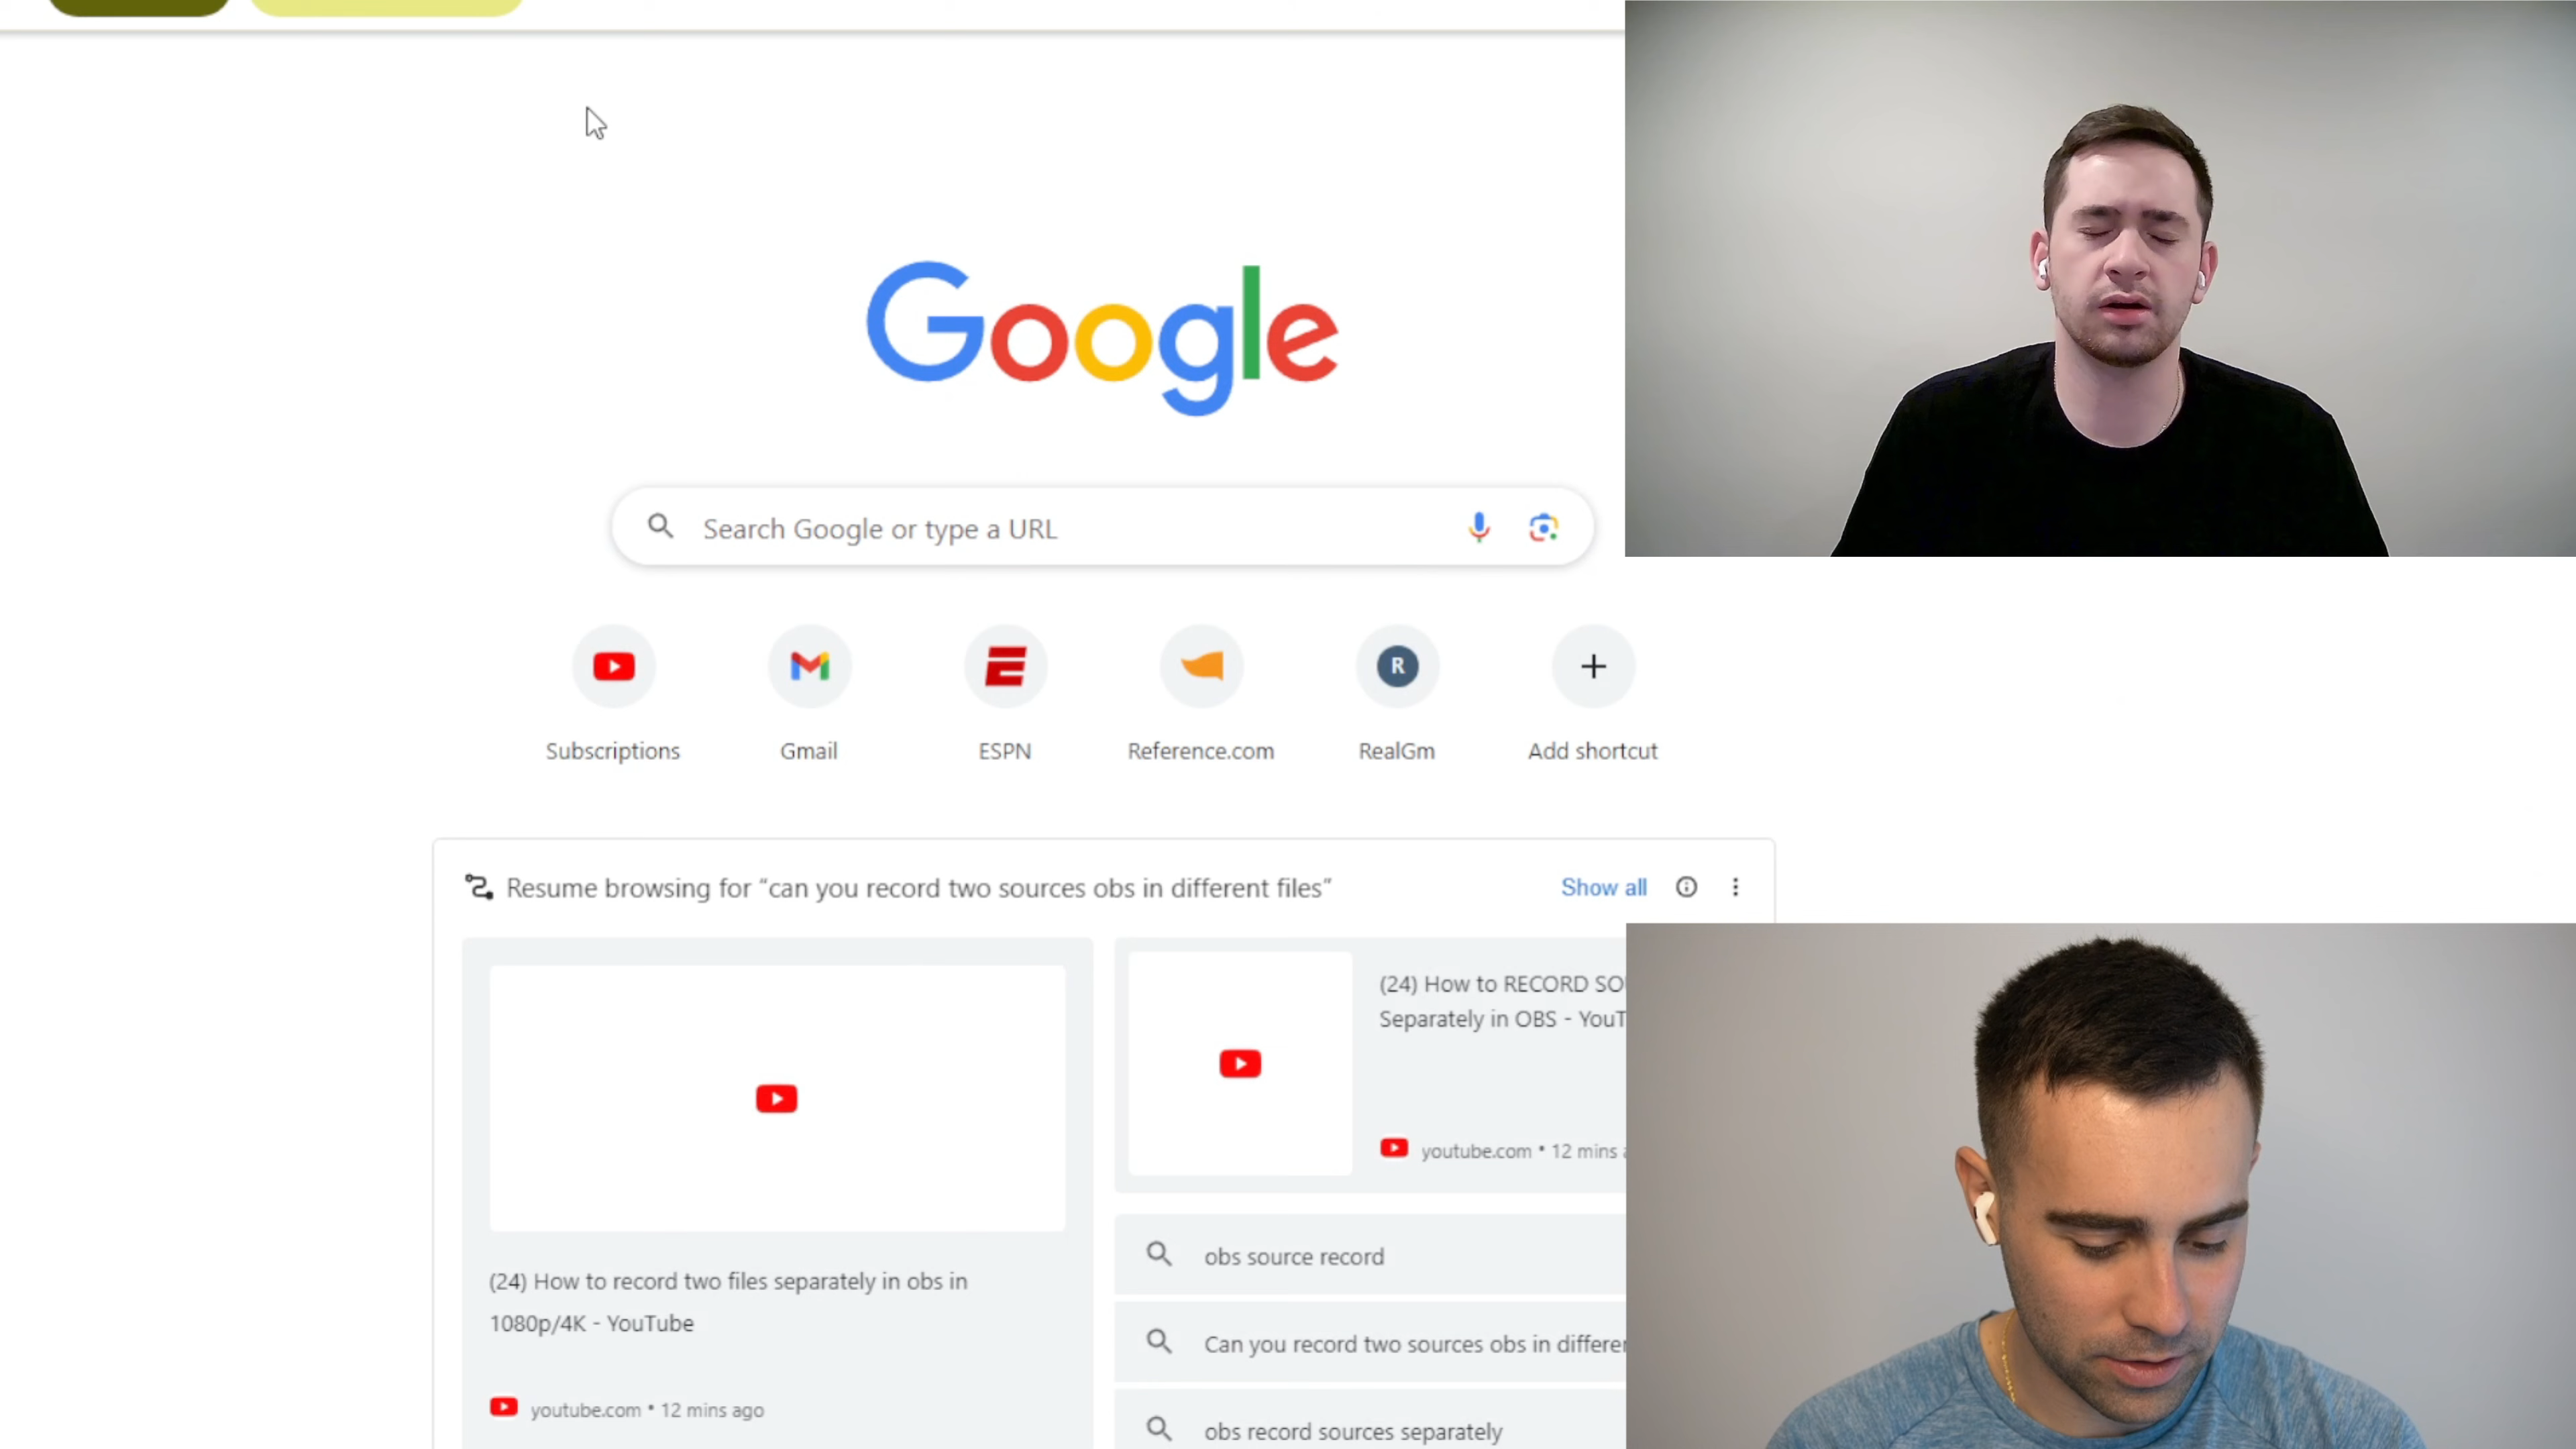 Google
Search Google or type a URL
Subscriptions
Gmail
ESPN
Reference.com
R
RealGm
Add shortcut
Resume browsing for “can you record two sources obs in different files”
Show all
(24) How to record two files separately in obs in
1080p/4K - YouTube
youtube.com • 12 mins ago
(24) How to RECORD
Separately in OBS -
youtube.com • 12 mins
obs source record
Can you record two sources obs in
obs record sources separately